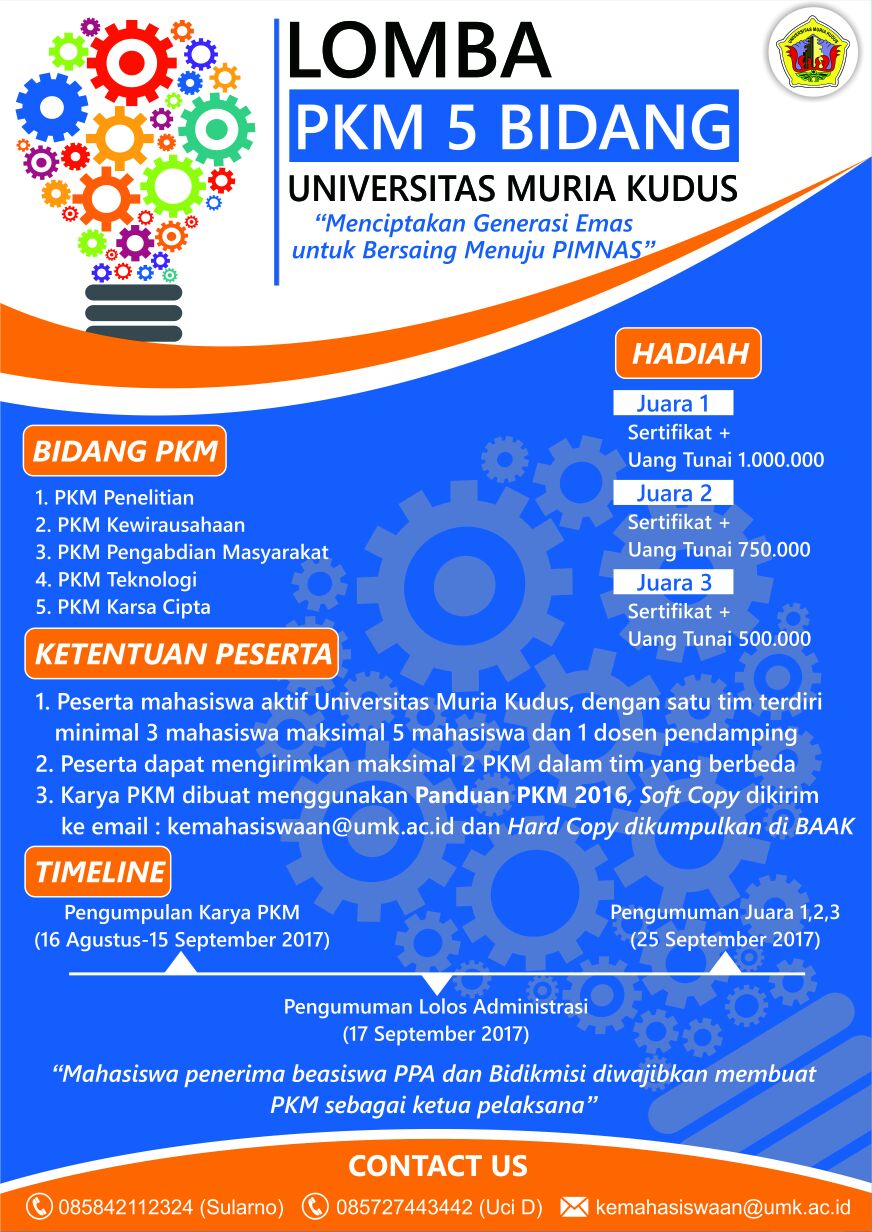 LOMBA
PKM 5 BIDANG
UNIVERSITAS MURIA KUDUS
“Menciptakan Generasi Emas
untuk Bersaing Menuju PIMNAS”
UNIVERSITAS MURIA KUDUS
HADIAH
Juara 1
Sertifikat +
Uang Tunai 1.000.000
Juara 2
Sertifikat +
Uang Tunai 750.000
Juara 3
Sertifikat +
Uang Tunai 500.000
BIDANG PKM
1. PKM Penelitian
2. PKM Kewirausahaan
3. PKM Pengabdian Masyarakat
4. PKM Teknologi
5. PKM Karsa Cipta
KETENTUAN PESERTA
1. Peserta mahasiswa aktif Universitas Muria Kudus, dengan satu tim terdiri
minimal 3 mahasiswa maksimal 5 mahasiswa dan 1 dosen pendamping
2. Peserta dapat mengirimkan maksimal 2 PKM dalam tim yang berbeda
3. Karya PKM dibuat menggunakan Panduan PKM 2016, Soft Copy dikirim
ke email : kemahasiswaan@umk.ac.id dan Hard Copy dikumpulkan di BAAK
TIMELINE
Pengumpulan Karya PKM
(16 Agustus-15 September 2017)
Pengumuman Juara 1,2,3
(25 September 2017)
Pengumuman Lolos Administrasi
(17 September 2017)
“Mahasiswa penerima beasiswa PPA dan Bidikmisi diwajibkan membuat
PKM sebagai ketua pelaksana”
CONTACT US
085842112324 (Sularno) 085727443442 (Uci D) kemahasiswaan@umk.ac.id